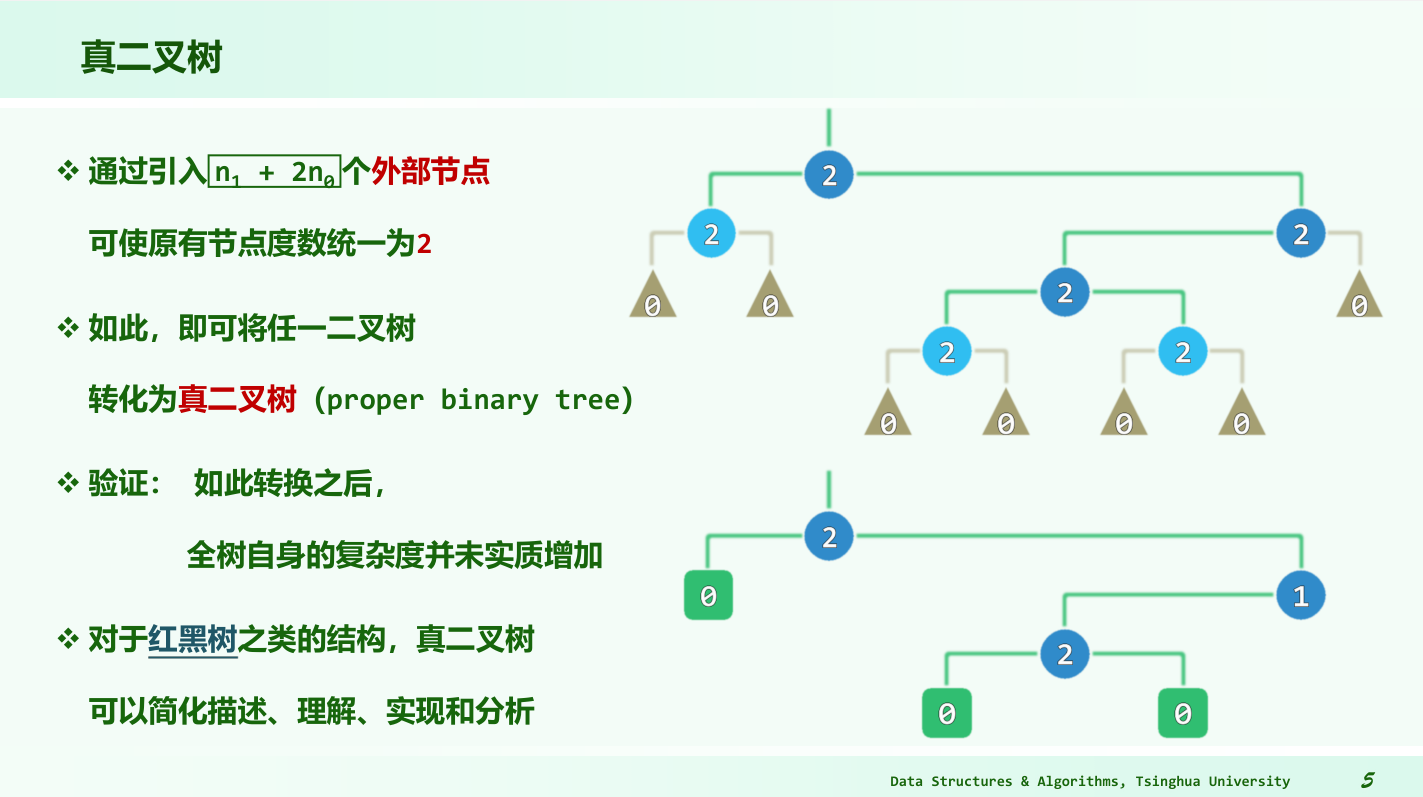 真二叉树
❖ 通过引入n₁ + 2n₀个外部节点
可使原有节点度数统一为2
❖ 如此，即可将任一二叉树
转化为真二叉树（proper binary tree）
❖ 验证： 如此转换之后，
全树自身的复杂度并未实质增加
❖ 对于红黑树之类的结构，真二叉树
可以简化描述、理解、实现和分析
2
2 2
0 0 2 0
2 2
0 0 0 0
2
0 1
2
0 0
Data Structures & Algorithms, Tsinghua University 5